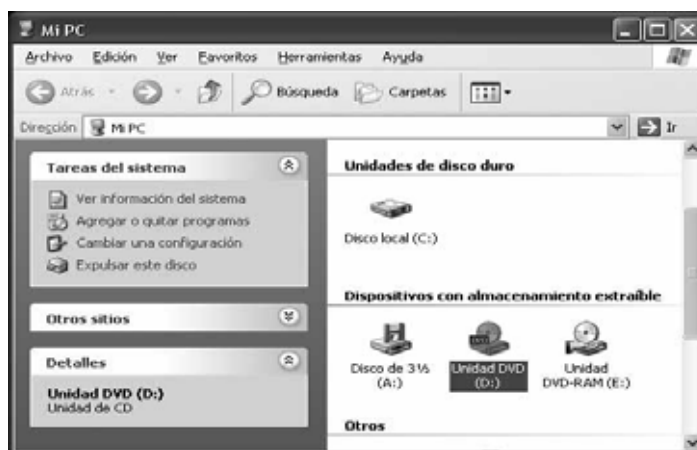 Mi PC
Archivo Edición Ver Favoritos Herramientas Ayuda
Atrás Búsqueda Carpetas
Dirección Mi PC Ir
Tareas del sistema
Ver información del sistema
Agregar o quitar programas
Cambiar una configuración
Expulsar este disco
Otros sitios
Detalles
Unidad DVD (D:)
Unidad de CD
Unidades de disco duro
Disco local (C:)
Dispositivos con almacenamiento extraíble
Disco de 3½ (A:)
Unidad DVD (D:)
Unidad DVD-RAM (E:)
Otros